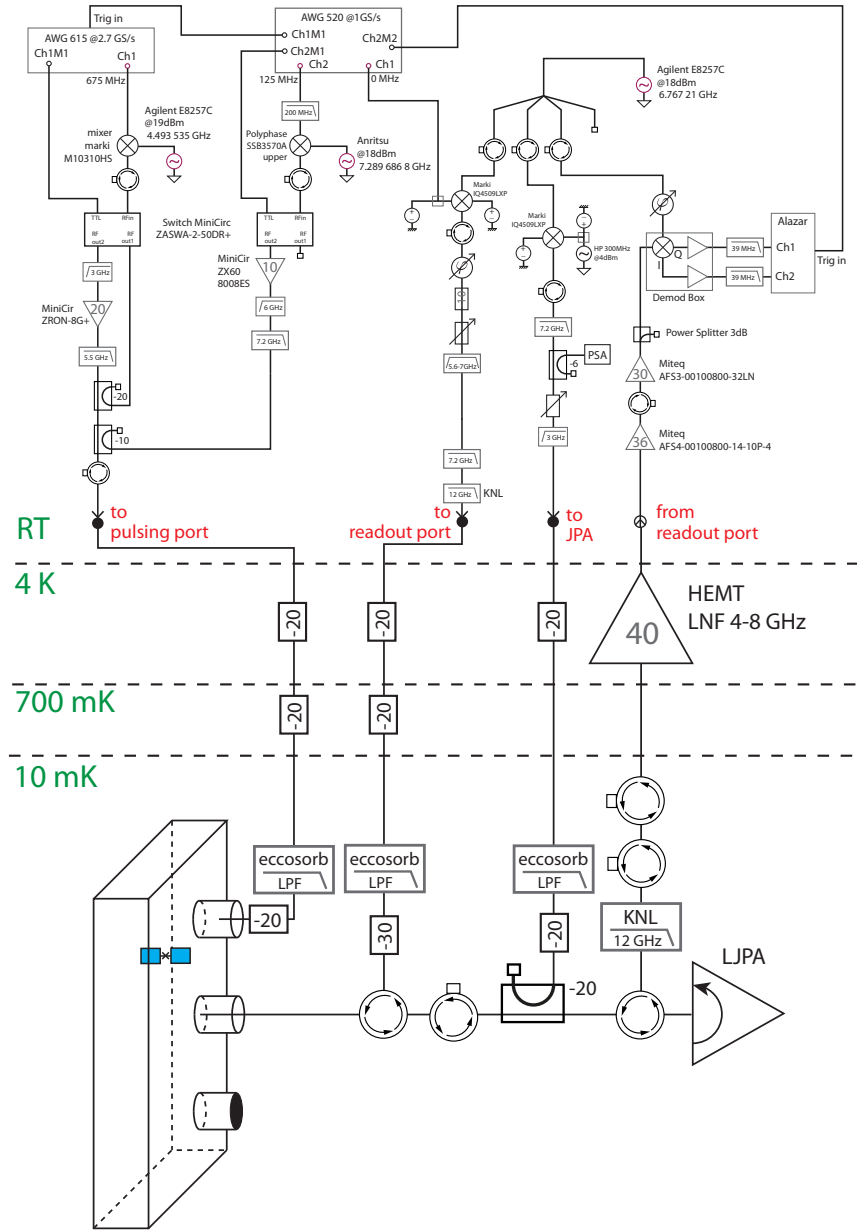 AWG 615 @2.7 GS/s
Ch1M1
Ch1
Trig in
675 MHz
AWG 520 @1GS/s
Ch1M1
Ch2M1
Ch2
Ch2M2
Ch1
125 MHz
0 MHz
mixer
marki
M10310HS
Agilent E8257C
@19dBm
4.493 535 GHz
200 MHz
Polyphase
SSB3570A
upper
Anritsu
@18dBm
7.289 686 8 GHz
Agilent E8257C
@18dBm
6.767 21 GHz
TTL
RFin
RF
out2
RF
out1
Switch MiniCirc
ZASWA-2-50DR+
TTL
RFin
RF
out2
RF
out1
3 GHz
MiniCir
ZRON-8G+
20
5.5 GHz
-20
-10
MiniCir
ZX60
8008ES
10
6 GHz
7.2 GHz
Marki
IQ4509LXP
φ
10
5.6-7GHz
7.2 GHz
12 GHz
KNL
Marki
IQ4509LXP
HP 300MHz
@4dBm
7.2 GHz
-6
PSA
3 GHz
φ
Q
I
Demod Box
39 MHz
39 MHz
Alazar
Ch1
Ch2
Trig in
Power Splitter 3dB
30
Miteq
AFS3-00100800-32LN
36
Miteq
AFS4-00100800-14-10P-4
RT
to
pulsing port
to
readout port
to
JPA
from
readout port
4 K
-20
-20
-20
40
HEMT
LNF 4-8 GHz
700 mK
-20
-20
10 mK
eccosorb
LPF
eccosorb
LPF
eccosorb
LPF
-20
-30
-20
-20
KNL
12 GHz
LJPA